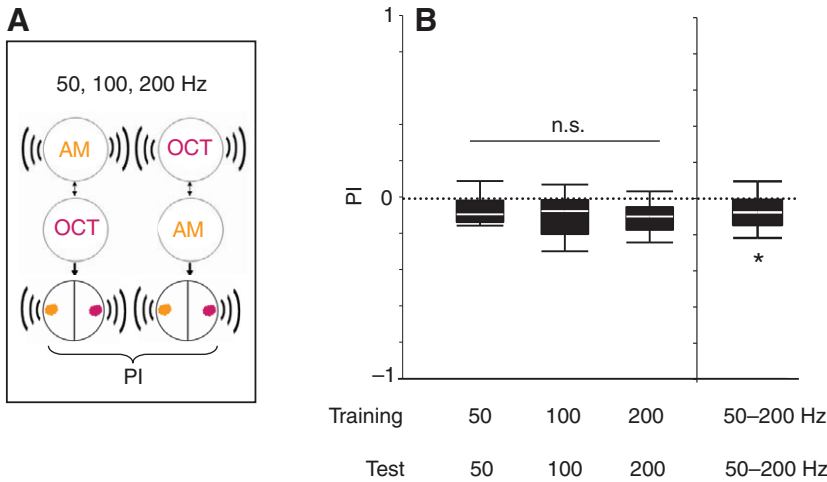 A
50, 100, 200 Hz
AM OCT
OCT AM
PI
B
1
n.s.
PI
0
*
–1
Training 50 100 200 50–200 Hz
Test 50 100 200 50–200 Hz